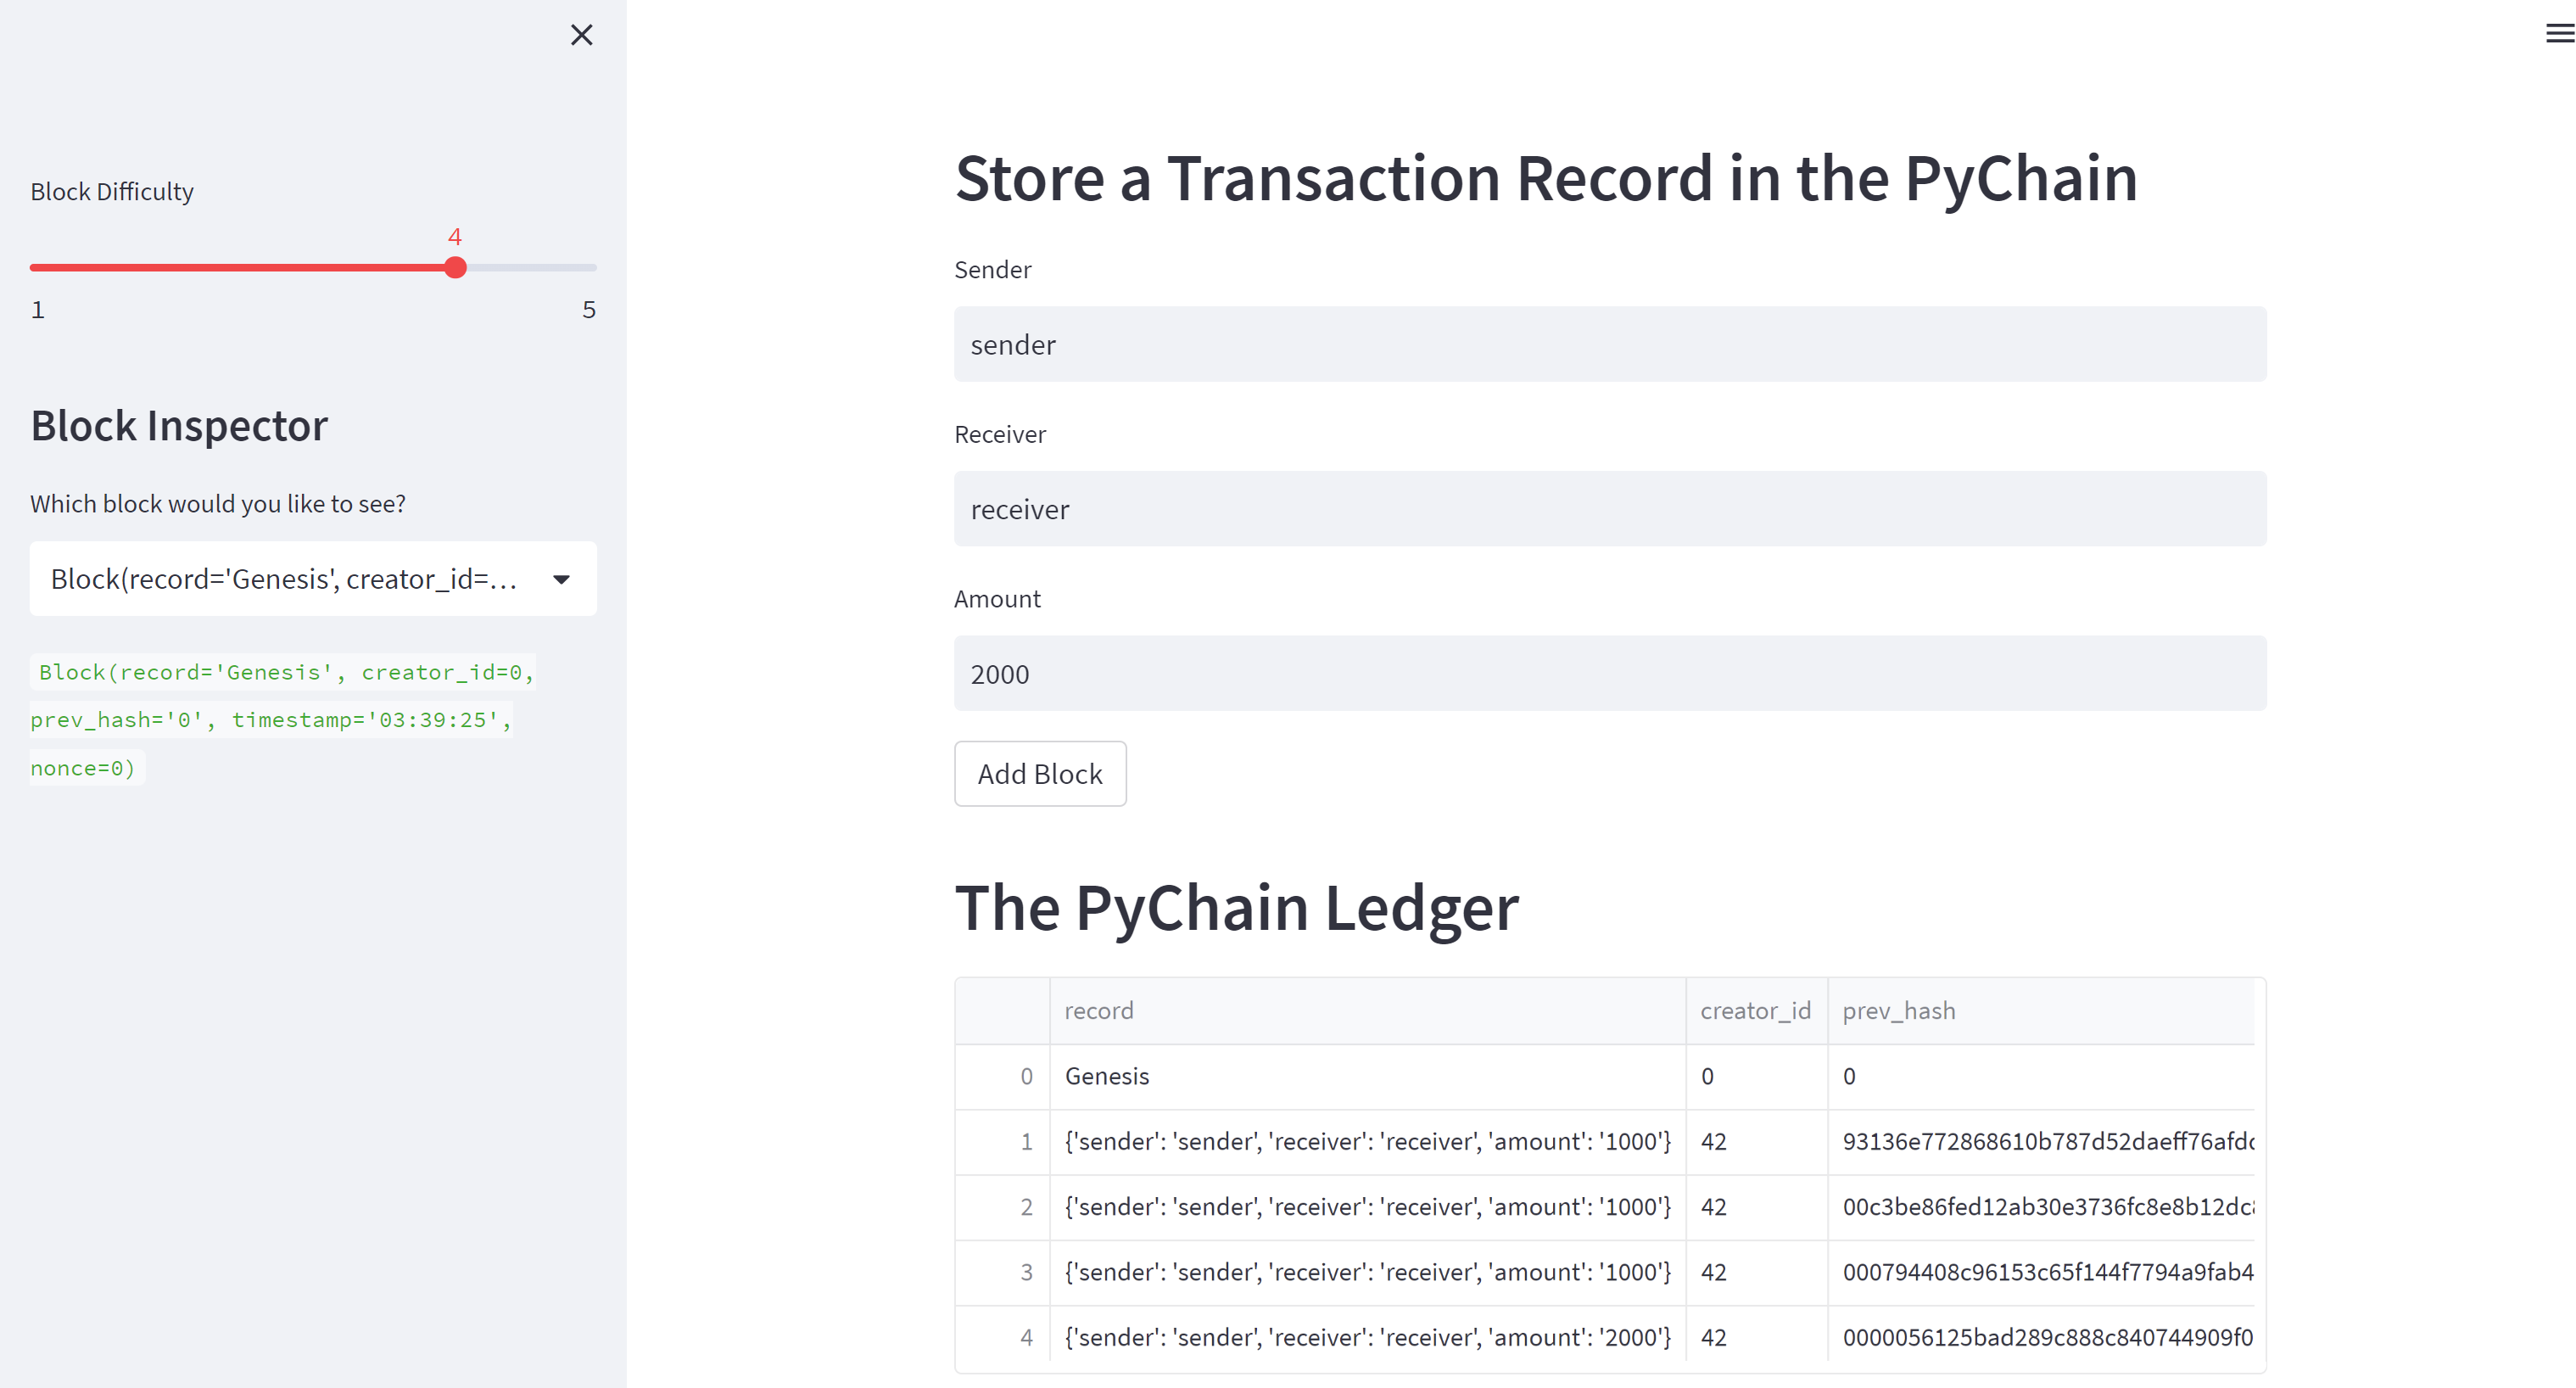 Block Difficulty
4
1 5
Block Inspector
Which block would you like to see?
Block(record='Genesis', creator_id=...
Block(record='Genesis', creator_id=0,
prev_hash='0', timestamp='03:39:25',
nonce=0)
Store a Transaction Record in the PyChain
Sender
sender
Receiver
receiver
Amount
2000
Add Block
The PyChain Ledger
record creator_id prev_hash
0 Genesis 0 0
1 {'sender': 'sender', 'receiver': 'receiver', 'amount': '1000'} 42 93136e772868610b787d52daeff76afd
2 {'sender': 'sender', 'receiver': 'receiver', 'amount': '1000'} 42 00c3be86fed12ab30e3736fc8e8b12dc
3 {'sender': 'sender', 'receiver': 'receiver', 'amount': '1000'} 42 000794408c96153c65f144f7794a9fab4
4 {'sender': 'sender', 'receiver': 'receiver', 'amount': '2000'} 42 0000056125bad289c888c840744909f0